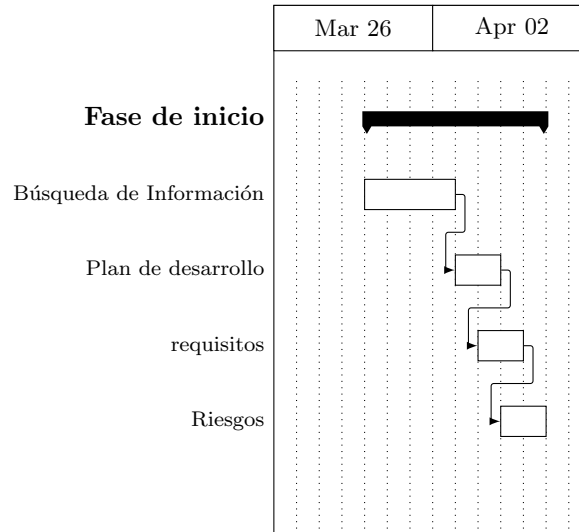 Mar 26
Apr 02
Fase de inicio
Búsqueda de Información
Plan de desarrollo
requisitos
Riesgos